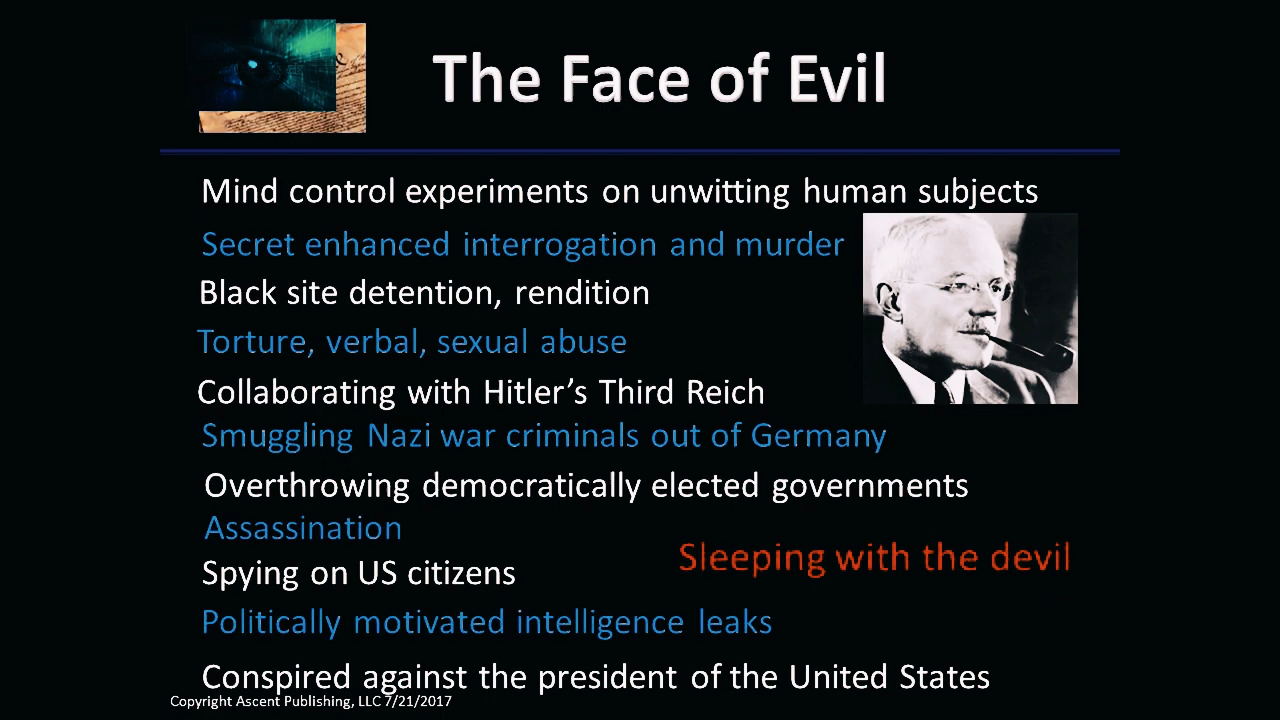 The Face of Evil
Mind control experiments on unwitting human subjects
Secret enhanced interrogation and murder
Black site detention, rendition
Torture, verbal, sexual abuse
Collaborating with Hitler’s Third Reich
Smuggling Nazi war criminals out of Germany
Overthrowing democratically elected governments
Assassination
Sleeping with the devil
Spying on US citizens
Politically motivated intelligence leaks
Conspired against the president of the United States
Copyright Ascent Publishing, LLC 7/21/2017